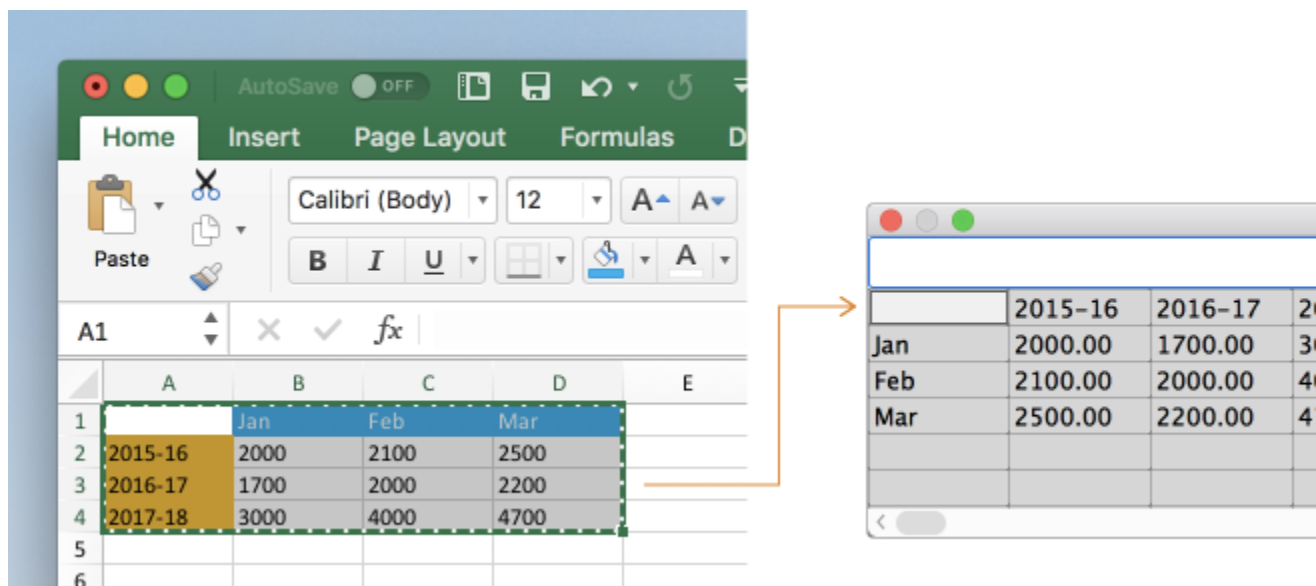 AutoSave OFF
Home Insert Page Layout Formulas D
Calibri (Body) 12 A A
Paste B I U A
A1 fx
A B C D E
1 Jan Feb Mar
2 2015-16 2000 2100 2500
3 2016-17 1700 2000 2200
4 2017-18 3000 4000 4700
5
6
2015-16 2016-17
Jan 2000.00 1700.00
Feb 2100.00 2000.00
Mar 2500.00 2200.00